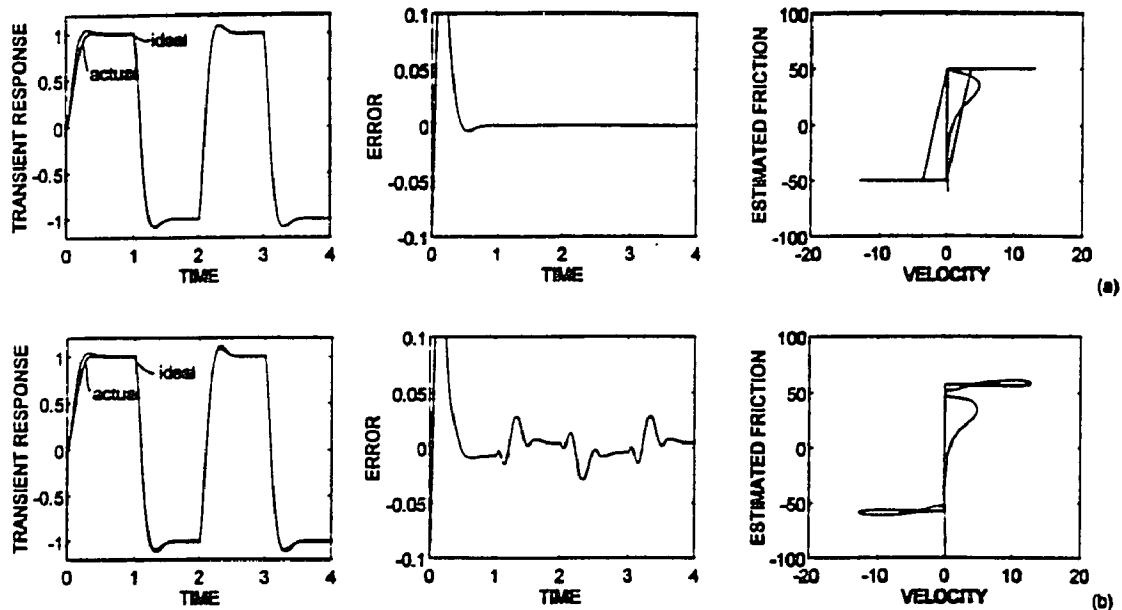 TRANSIENT RESPONSE
1
0.5
0
-0.5
-1
ideal
actual
0 1 2 3 4
TIME
ERROR
0.1
0.05
0
-0.05
-0.1
0 1 2 3 4
TIME
ESTIMATED FRICTION
100
50
0
-50
-100
-20 -10 0 10 20
VELOCITY
(a)
TRANSIENT RESPONSE
1
0.5
0
-0.5
-1
ideal
actual
0 1 2 3 4
TIME
ERROR
0.1
0.05
0
-0.05
-0.1
0 1 2 3 4
TIME
ESTIMATED FRICTION
100
50
0
-50
-100
-20 -10 0 10 20
VELOCITY
(b)